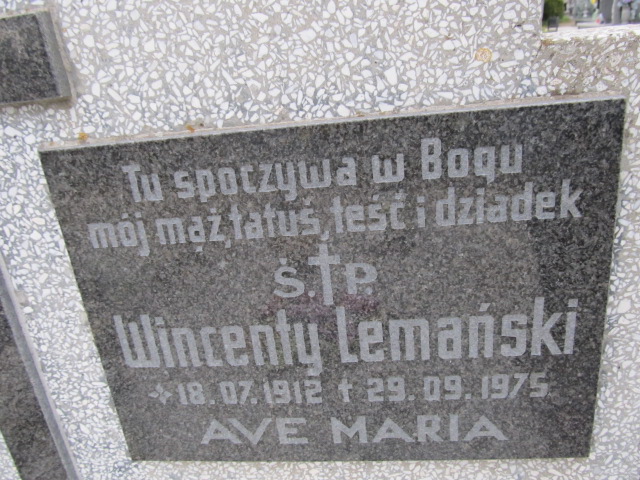 Tu spoczywa w Bogu
mój mąż, tatuś, teść i dziadek
Ś.†P.
Wincenty Lemański
✧ 18.07.1912 † 29.09.1975
AVE MARIA